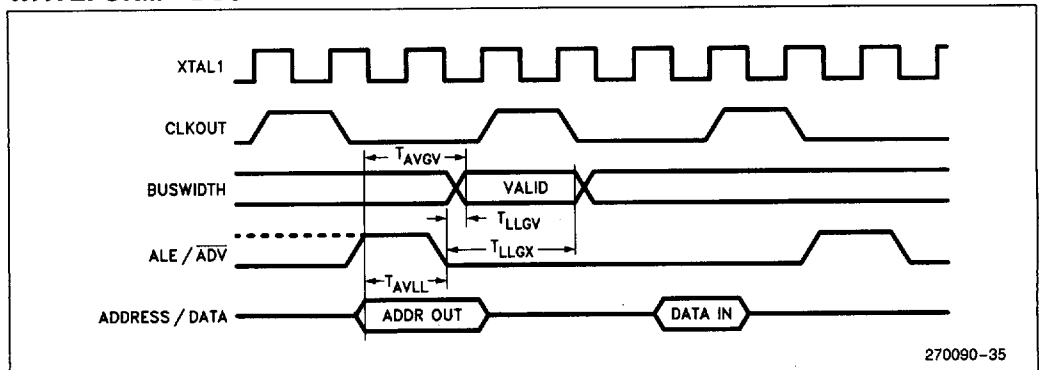 XTAL1
CLKOUT
T_AVGV
BUSWIDTH
VALID
T_LLGV
ALE / ADV
T_LLGX
T_AVLL
ADDRESS / DATA
ADDR OUT
DATA IN
270090-35